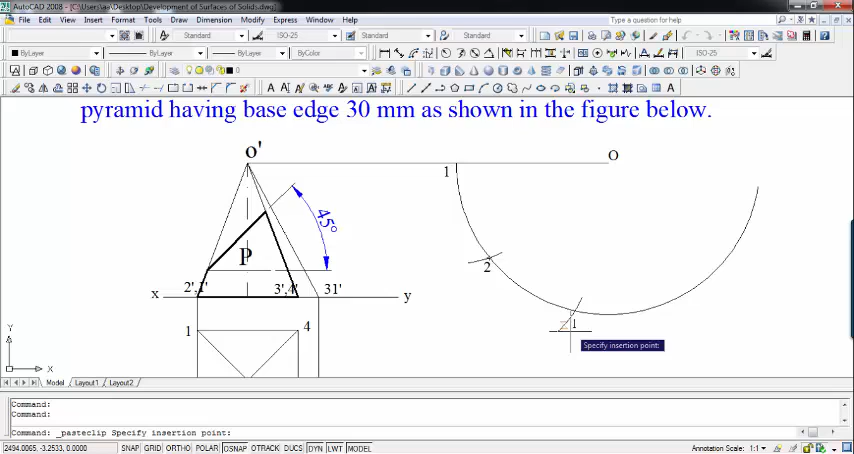 AutoCAD 2008 - [C:\Users\aa\Desktop\Development of Surfaces of Solids.dwg]
File Edit View Insert Format Tools Draw Dimension Modify Express Window Help
Type a question for help
Standard ISO-25 Standard Standard
ByLayer ByLayer ByLayer ByColor ISO-25
0
pyramid having base edge 30 mm as shown in the figure below.
o' O
1
45°
P
2
2',1' 3',4' 31'
x y
1 4
1
Specify insertion point:
Y
X
Model Layout1 Layout2
Command:
Command:
Command: _pasteclip Specify insertion point:
2494.0065, -3.2533, 0.0000 SNAP GRID ORTHO POLAR OSNAP OTRACK DUCS DYN LWT MODEL Annotation Scale: 1:1